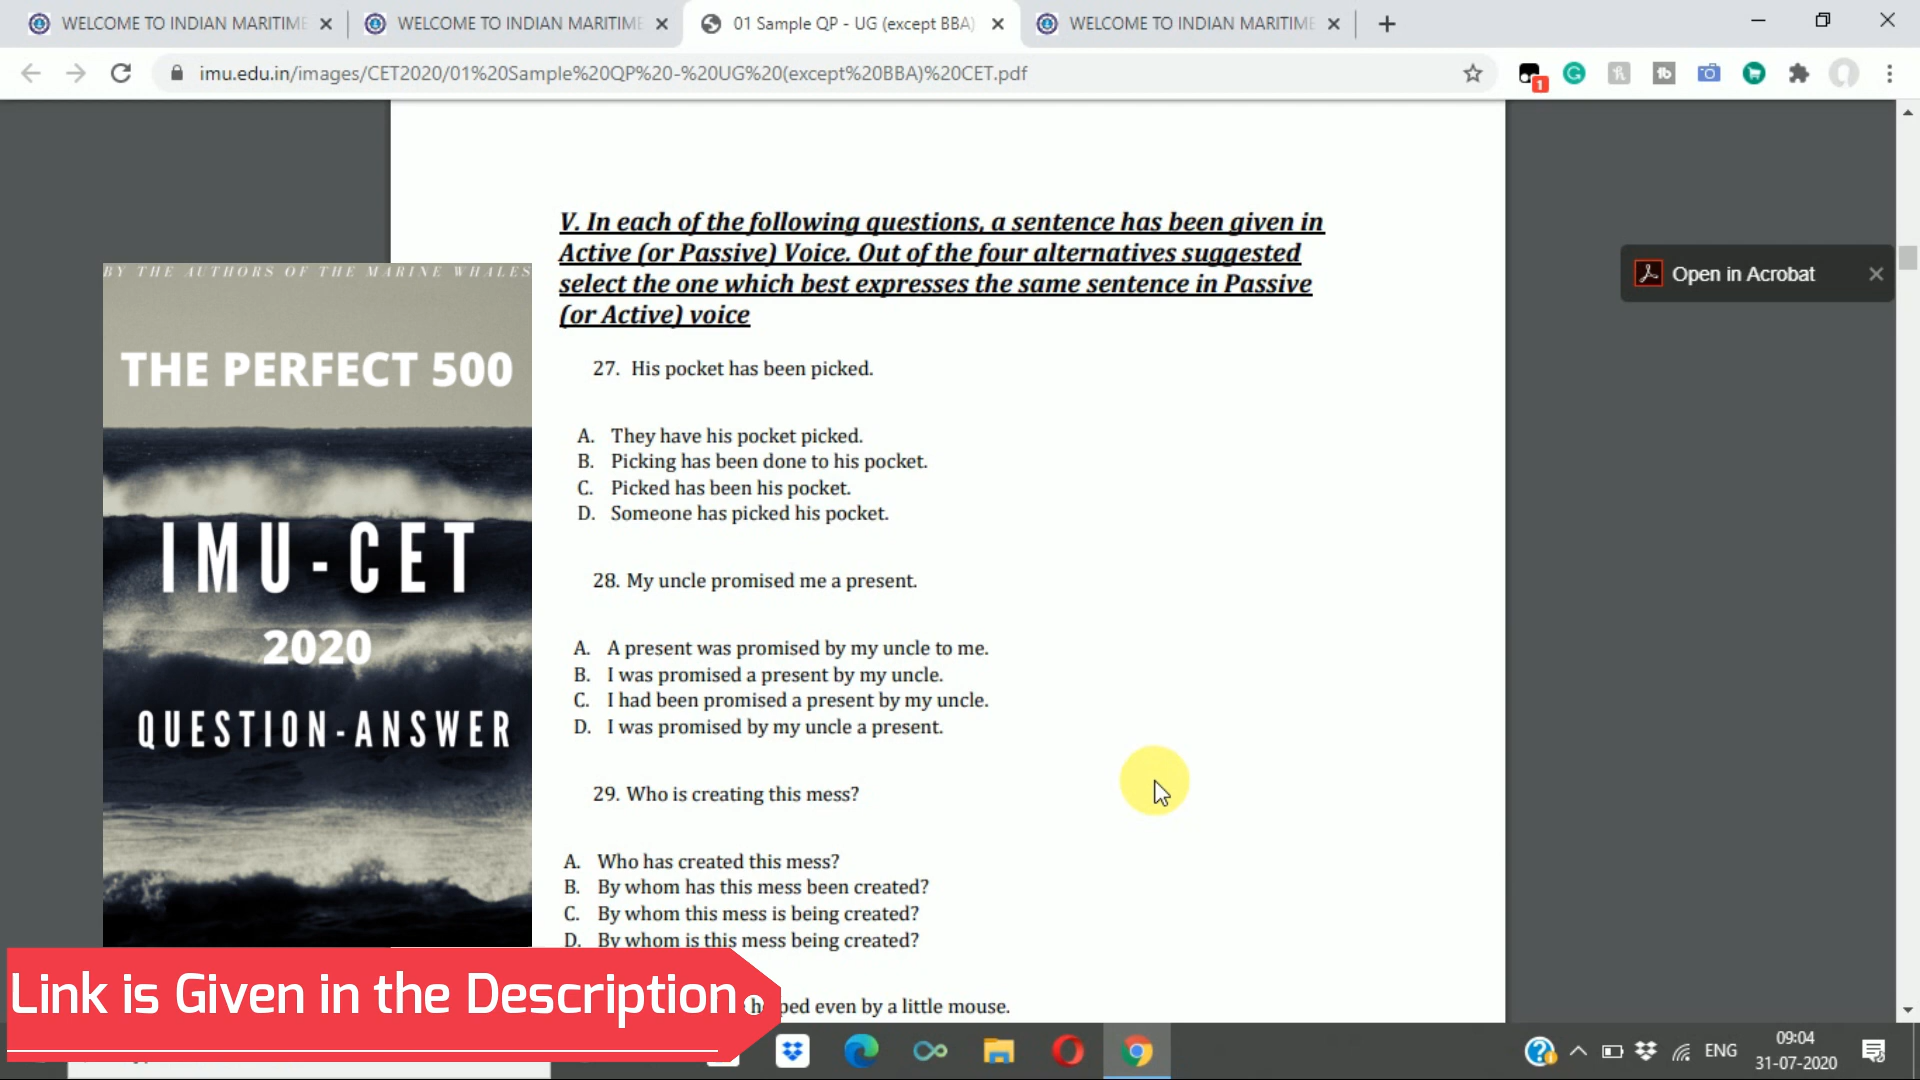 WELCOME TO INDIAN MARITIME
WELCOME TO INDIAN MARITIME
01 Sample QP - UG (except BBA)
WELCOME TO INDIAN MARITIME
imu.edu.in/images/CET2020/01%20Sample%20QP%20-%20UG%20(except%20BBA)%20CET.pdf
1
V. In each of the following questions, a sentence has been given in
Active (or Passive) Voice. Out of the four alternatives suggested
select the one which best expresses the same sentence in Passive
(or Active) voice
Open in Acrobat
27. His pocket has been picked.
A. They have his pocket picked.
B. Picking has been done to his pocket.
C. Picked has been his pocket.
D. Someone has picked his pocket.
28. My uncle promised me a present.
A. A present was promised by my uncle to me.
B. I was promised a present by my uncle.
C. I had been promised a present by my uncle.
D. I was promised by my uncle a present.
29. Who is creating this mess?
A. Who has created this mess?
B. By whom has this mess been created?
C. By whom this mess is being created?
D. By whom is this mess being created?
ped even by a little mouse.
BY THE AUTHORS OF THE MARINE WHALES
THE PERFECT 500
IMU-CET
2020
QUESTION-ANSWER
Link is Given in the Description.
ENG
09:04
31-07-2020